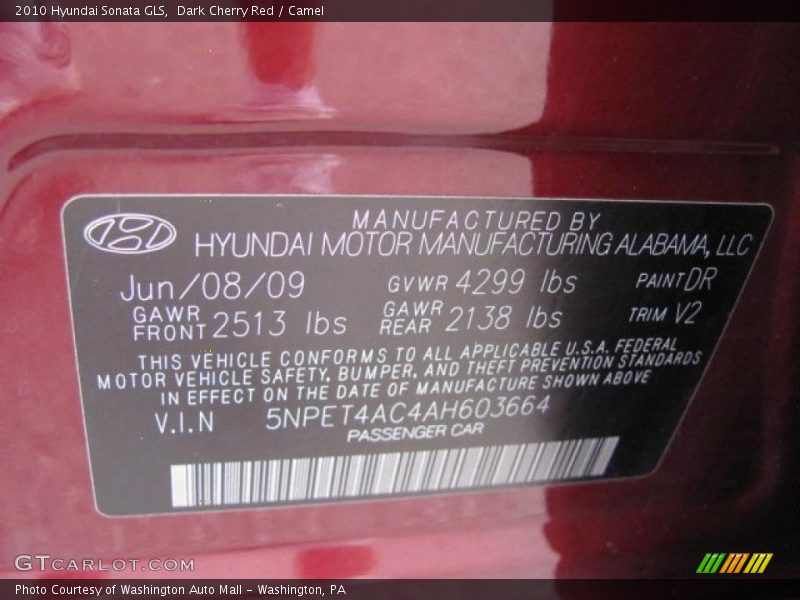 2010 Hyundai Sonata GLS,  Dark Cherry Red / Camel
MANUFACTURED BY
HYUNDAI MOTOR MANUFACTURING ALABAMA, LLC
Jun/08/09 GVWR 4299 lbs PAINT DR
GAWR FRONT 2513 lbs GAWR REAR 2138 lbs TRIM V2
THIS VEHICLE CONFORMS TO ALL APPLICABLE U.S.A. FEDERAL
MOTOR VEHICLE SAFETY, BUMPER, AND THEFT PREVENTION STANDARDS
IN EFFECT ON THE DATE OF MANUFACTURE SHOWN ABOVE
V.I.N 5NPET4AC4AH603664
PASSENGER CAR
GTCARLOT.COM
Photo Courtesy of Washington Auto Mall - Washington, PA